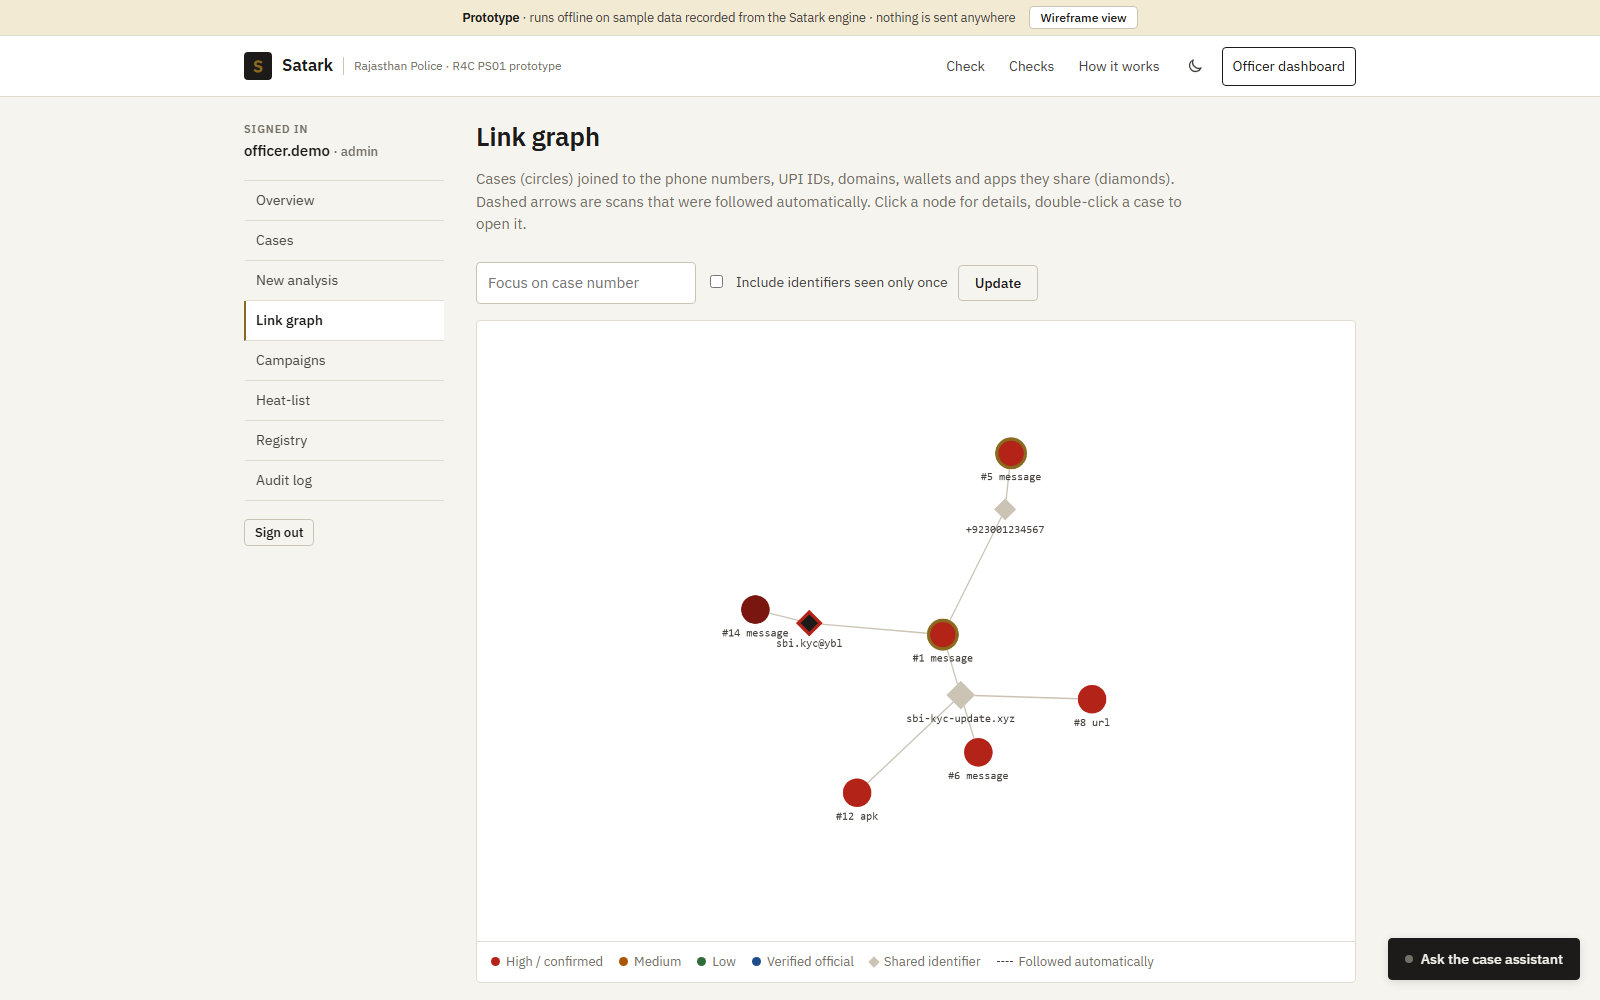 Prototype · runs offline on sample data recorded from the Satark engine · nothing is sent anywhere
Wireframe view
S
Satark
Rajasthan Police · R4C PS01 prototype
Check
Checks
How it works
Officer dashboard
SIGNED IN
officer.demo · admin
Overview
Cases
New analysis
Link graph
Campaigns
Heat-list
Registry
Audit log
Sign out
Link graph
Cases (circles) joined to the phone numbers, UPI IDs, domains, wallets and apps they share (diamonds).
Dashed arrows are scans that were followed automatically. Click a node for details, double-click a case to
open it.
Focus on case number
Include identifiers seen only once
Update
#5 message
+923001234567
#14 message
sbi.kyc@ybl
#1 message
sbi-kyc-update.xyz
#8 url
#6 message
#12 apk
High / confirmed
Medium
Low
Verified official
Shared identifier
Followed automatically
Ask the case assistant